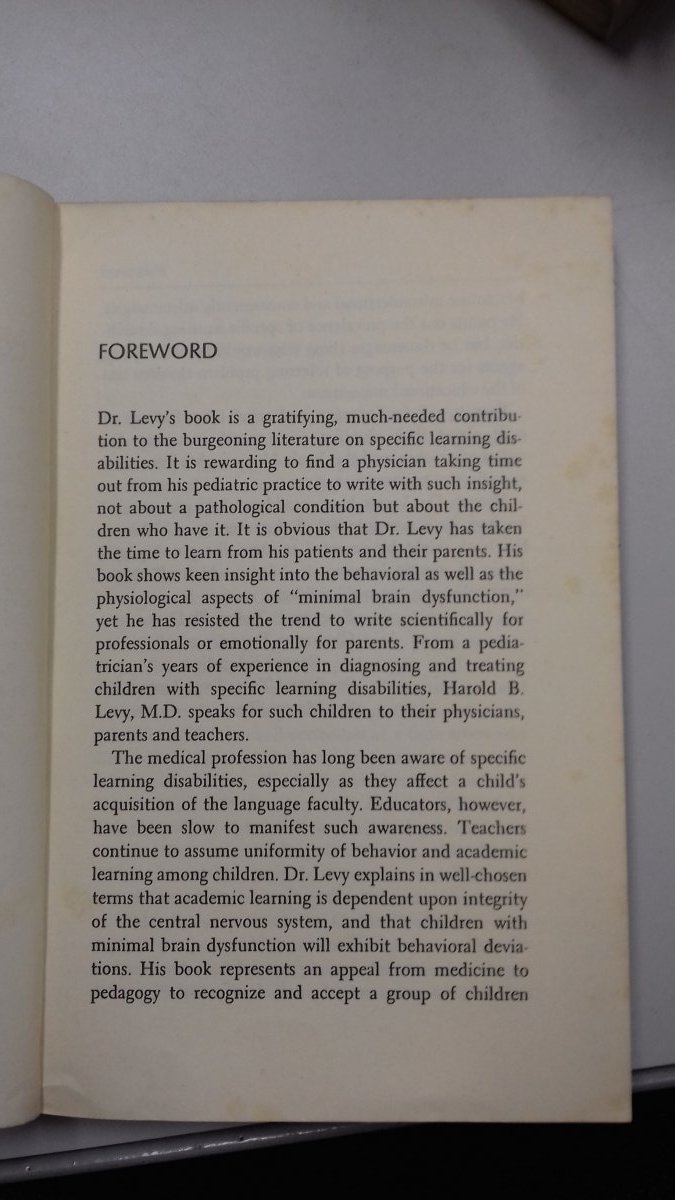 FOREWORD
Dr. Levy's book is a gratifying, much-needed contribu-
tion to the burgeoning literature on specific learning dis-
abilities. It is rewarding to find a physician taking time
out from his pediatric practice to write with such insight,
not about a pathological condition but about the chil-
dren who have it. It is obvious that Dr. Levy has taken
the time to learn from his patients and their parents. His
book shows keen insight into the behavioral as well as the
physiological aspects of “minimal brain dysfunction,”
yet he has resisted the trend to write scientifically for
professionals or emotionally for parents. From a pedia-
trician's years of experience in diagnosing and treating
children with specific learning disabilities, Harold B.
Levy, M.D. speaks for such children to their physicians,
parents and teachers.
The medical profession has long been aware of specific
learning disabilities, especially as they affect a child's
acquisition of the language faculty. Educators, however,
have been slow to manifest such awareness. Teachers
continue to assume uniformity of behavior and academic
learning among children. Dr. Levy explains in well-chosen
terms that academic learning is dependent upon integrity
of the central nervous system, and that children with
minimal brain dysfunction will exhibit behavioral devia-
tions. His book represents an appeal from medicine to
pedagogy to recognize and accept a group of children